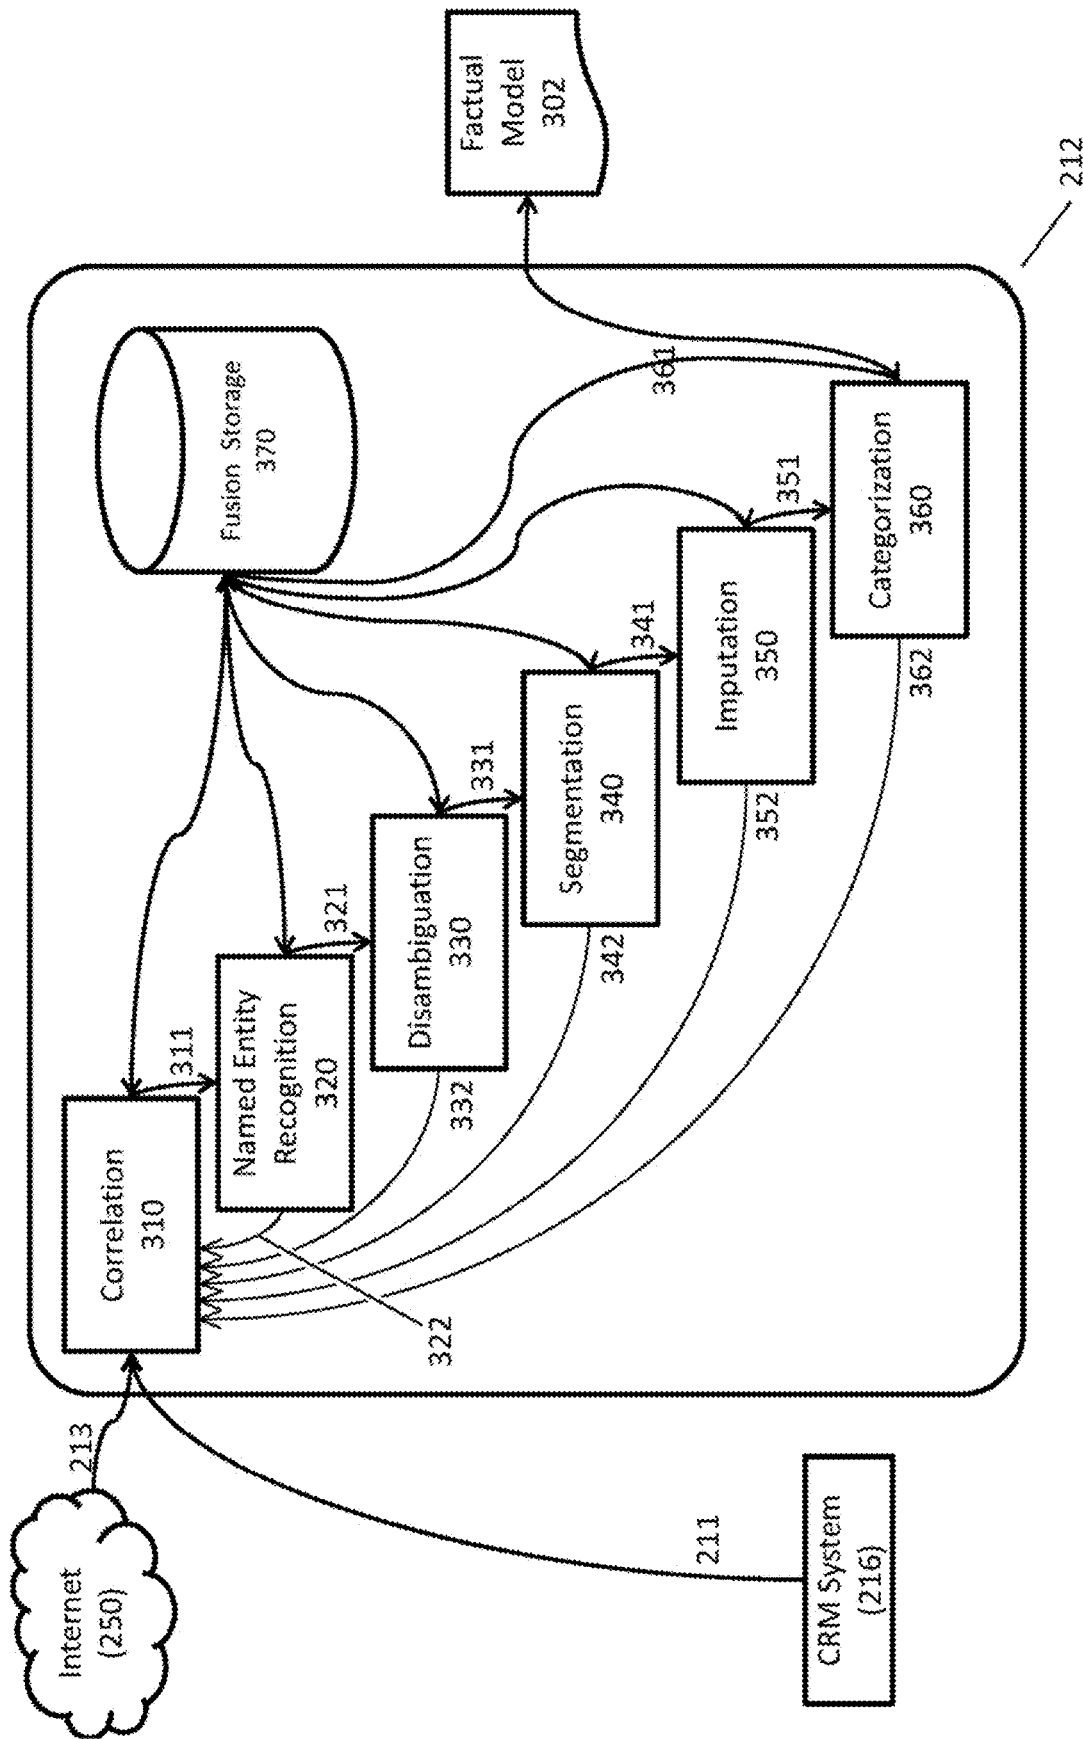 Internet
(250)
213
CRM System
(216)
211
Correlation
310
311
Named Entity
Recognition
320
321
322
Disambiguation
330
331
332
Segmentation
340
341
342
Imputation
350
351
352
Categorization
360
361
362
Fusion Storage
370
Factual
Model
302
212